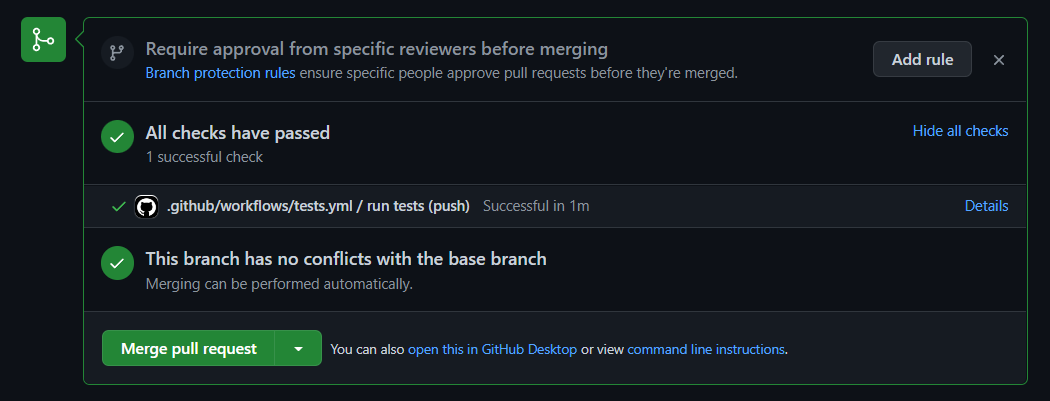 Require approval from specific reviewers before merging
Branch protection rules ensure specific people approve pull requests before they're merged.
Add rule
All checks have passed
1 successful check
Hide all checks
.github/workflows/tests.yml / run tests (push) Successful in 1m
Details
This branch has no conflicts with the base branch
Merging can be performed automatically.
Merge pull request
You can also open this in GitHub Desktop or view command line instructions.